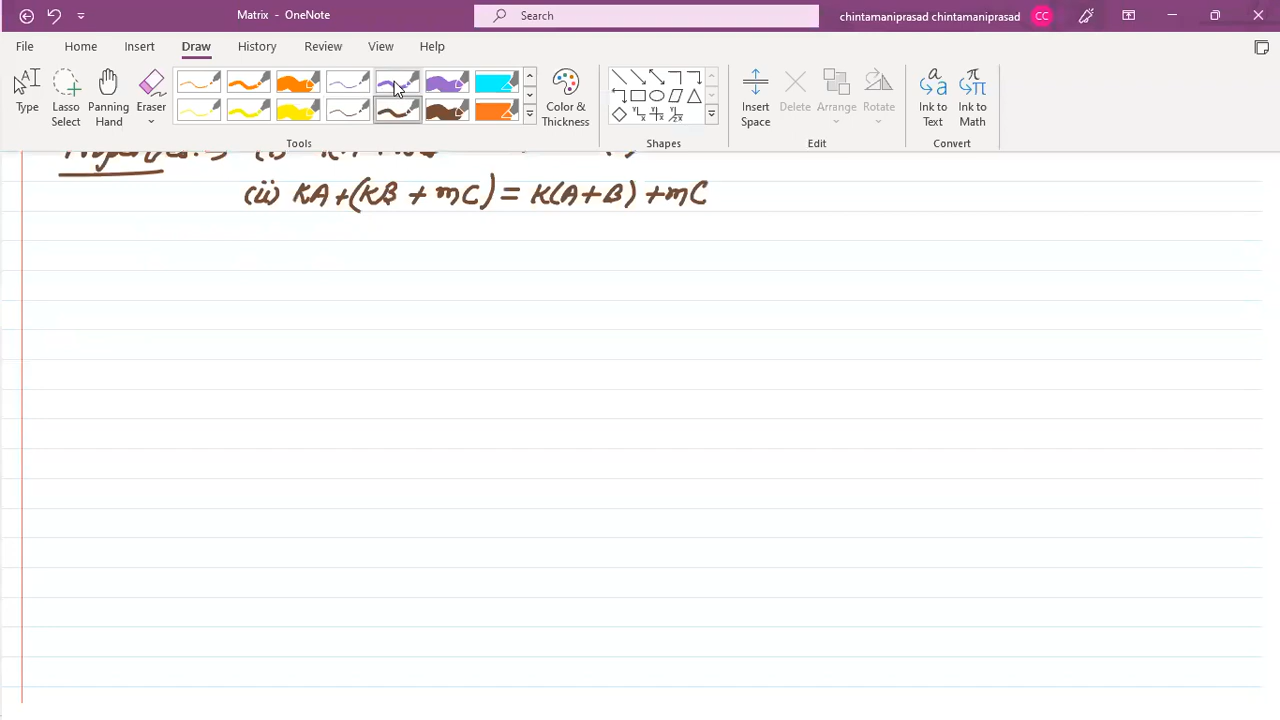 Matrix - OneNote
Search
chintamaniprasad chintamaniprasad
CC
File Home Insert Draw History Review View Help
Type
Lasso Select
Panning Hand
Eraser
Color & Thickness
Insert Space
Delete
Arrange
Rotate
Ink to Text
Ink to Math
Tools
Shapes
Edit
Convert
(ii) KA+(KB + mC) = K(A+B) + mC